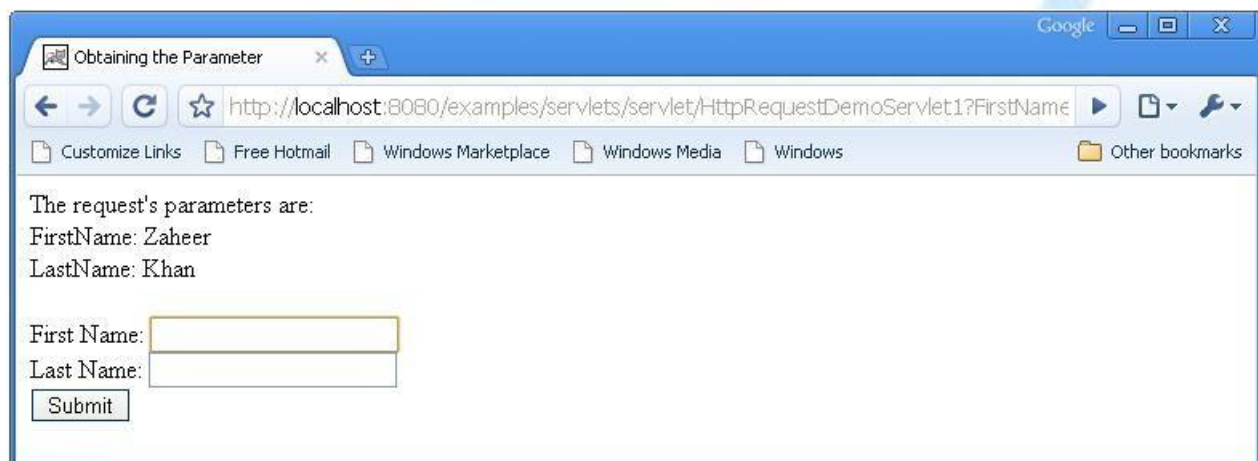 Google
Obtaining the Parameter
http://localhost:8080/examples/servlets/servlet/HttpRequestDemoServlet1?FirstName
Customize Links Free Hotmail Windows Marketplace Windows Media Windows Other bookmarks
The request's parameters are:
FirstName: Zaheer
LastName: Khan
First Name:
Last Name:
Submit